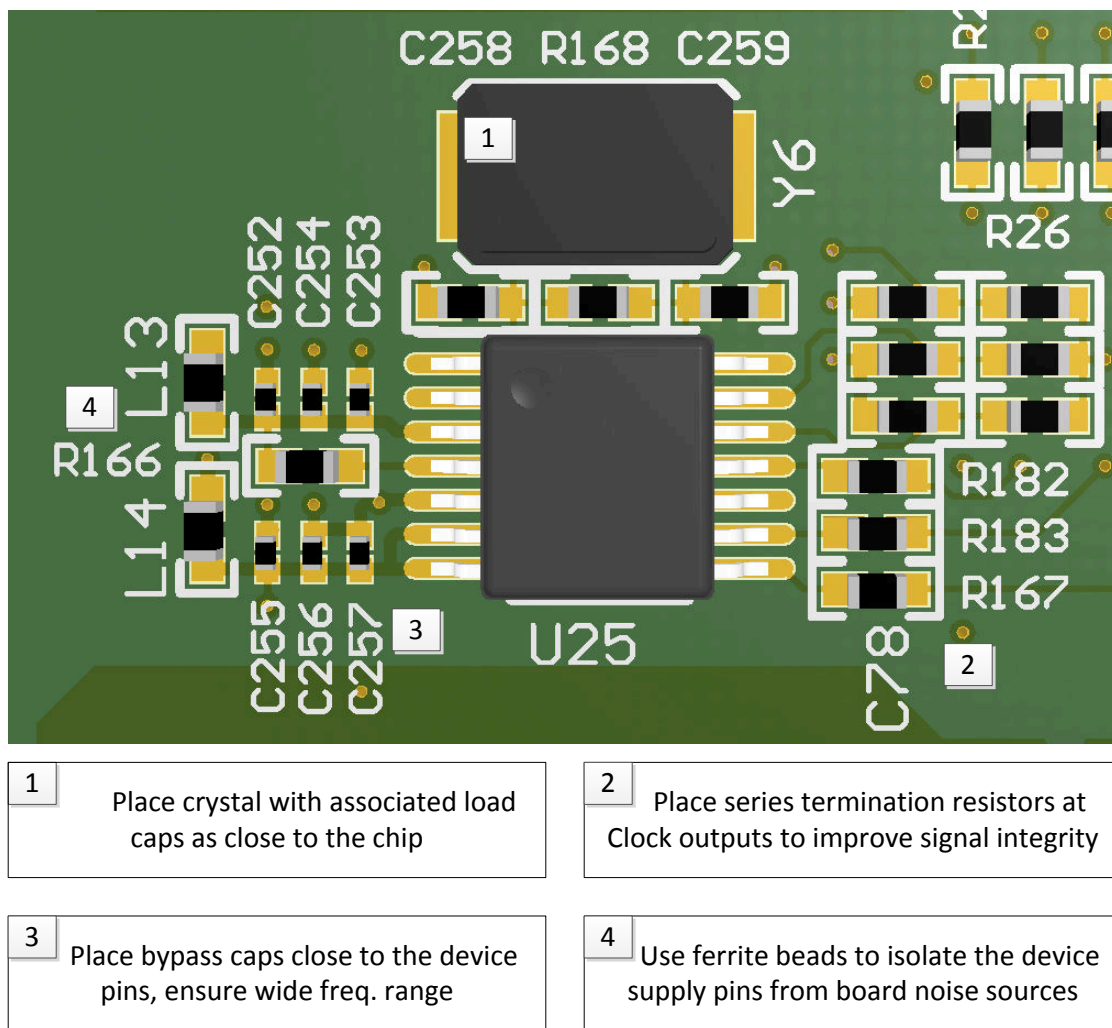 C258 R168 C259
R2
1
Y6
R26
C252
C254
C253
L13
4
R166
L14
R182
R183
R167
C255
C256
C257
3
U25
C78
2
1
Place crystal with associated load
caps as close to the chip
2
Place series termination resistors at
Clock outputs to improve signal integrity
3
Place bypass caps close to the device
pins, ensure wide freq. range
4
Use ferrite beads to isolate the device
supply pins from board noise sources